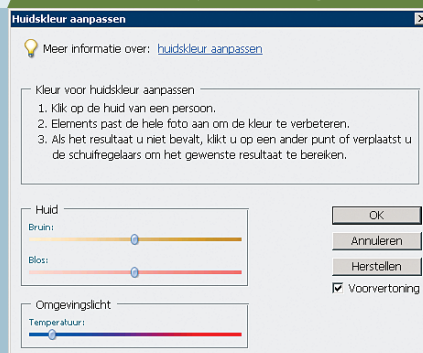 Huidskleur aanpassen
Meer informatie over: huidskleur aanpassen
Kleur voor huidskleur aanpassen
1. Klik op de huid van een persoon.
2. Elements past de hele foto aan om de kleur te verbeteren.
3. Als het resultaat u niet bevalt, klikt u op een ander punt of verplaatst u
de schuifregelaars om het gewenste resultaat te bereiken.
Huid
Bruin:
Blos:
OK
Annuleren
Herstellen
Voorvertoning
Omgevingslicht
Temperatuur: